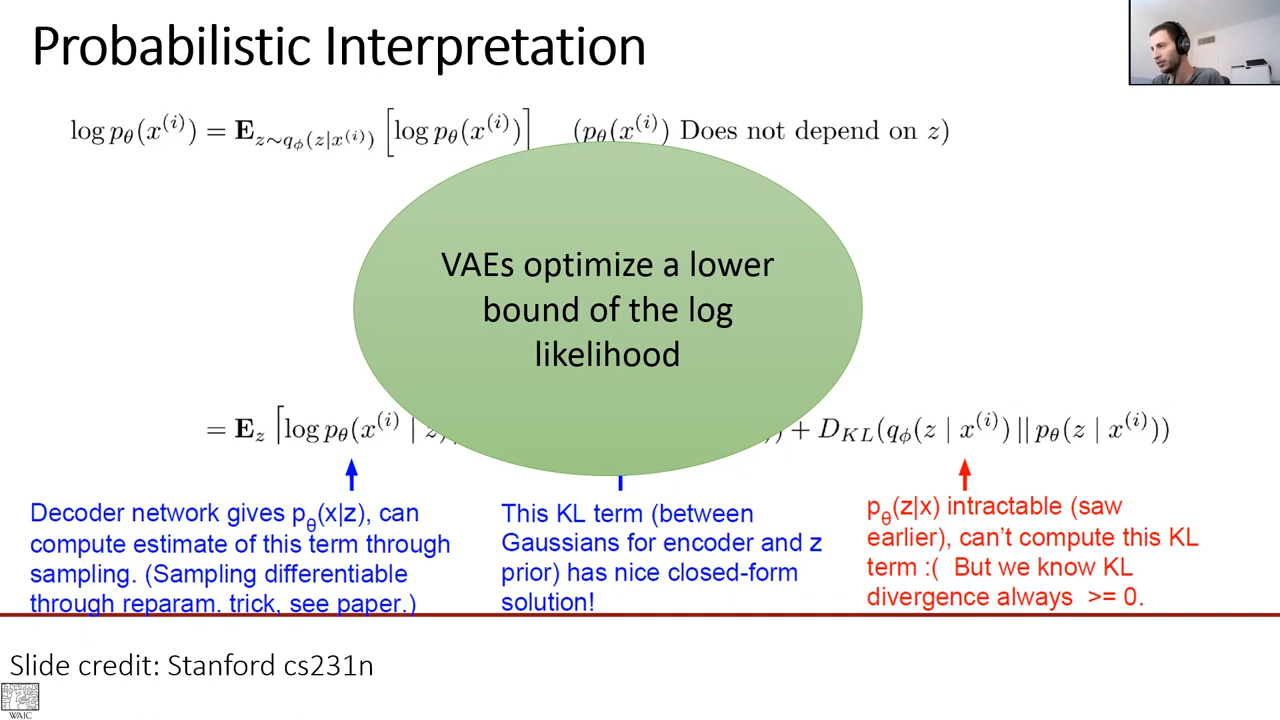 Probabilistic Interpretation
log p_θ(x^{(i)}) = E_{z∼q_ϕ(z|x^{(i)})} [log p_θ(x^{(i)})] (p_θ(x^{(i)}) Does not depend on z)
VAEs optimize a lower
bound of the log
likelihood
= E_z [log p_θ(x^{(i)} | z) ) + D_{KL}(q_ϕ(z | x^{(i)}) || p_θ(z | x^{(i)}))
Decoder network gives p_θ(x|z), can
compute estimate of this term through
sampling. (Sampling differentiable
through reparam. trick, see paper.)
This KL term (between
Gaussians for encoder and z
prior) has nice closed-form
solution!
p_θ(z|x) intractable (saw
earlier), can't compute this KL
term :( But we know KL
divergence always >= 0.
Slide credit: Stanford cs231n
WAIC